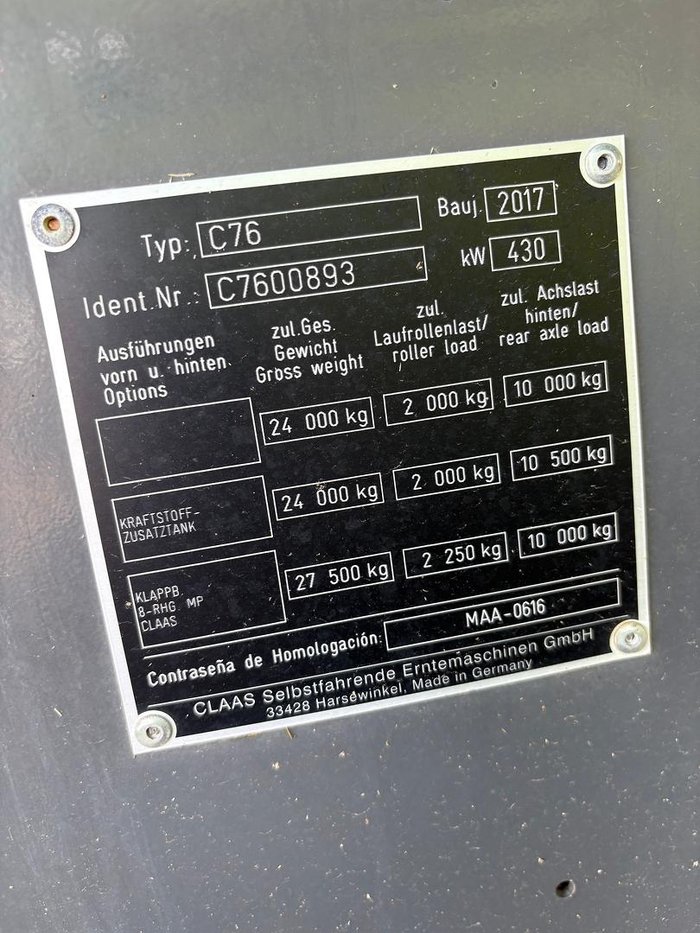 Typ: C76 Bauj. 2017
Ident.Nr.: C7600893 kW 430
Ausführungen
vorn u. hinten
Options
zul.Ges.
Gewicht
Gross weight
zul.
Laufrollenlast/
roller load
zul. Achslast
hinten/
rear axle load
24 000 kg 2 000 kg 10 000 kg
KRAFTSTOFF-
ZUSATZTANK
24 000 kg 2 000 kg 10 500 kg
KLAPPB
8-RHG MP
CLAAS
27 500 kg 2 250 kg 10 000 kg
Contraseña de Homologación: MAA-0616
CLAAS Selbstfahrende Erntemaschinen GmbH
33428 Harsewinkel, Made in Germany